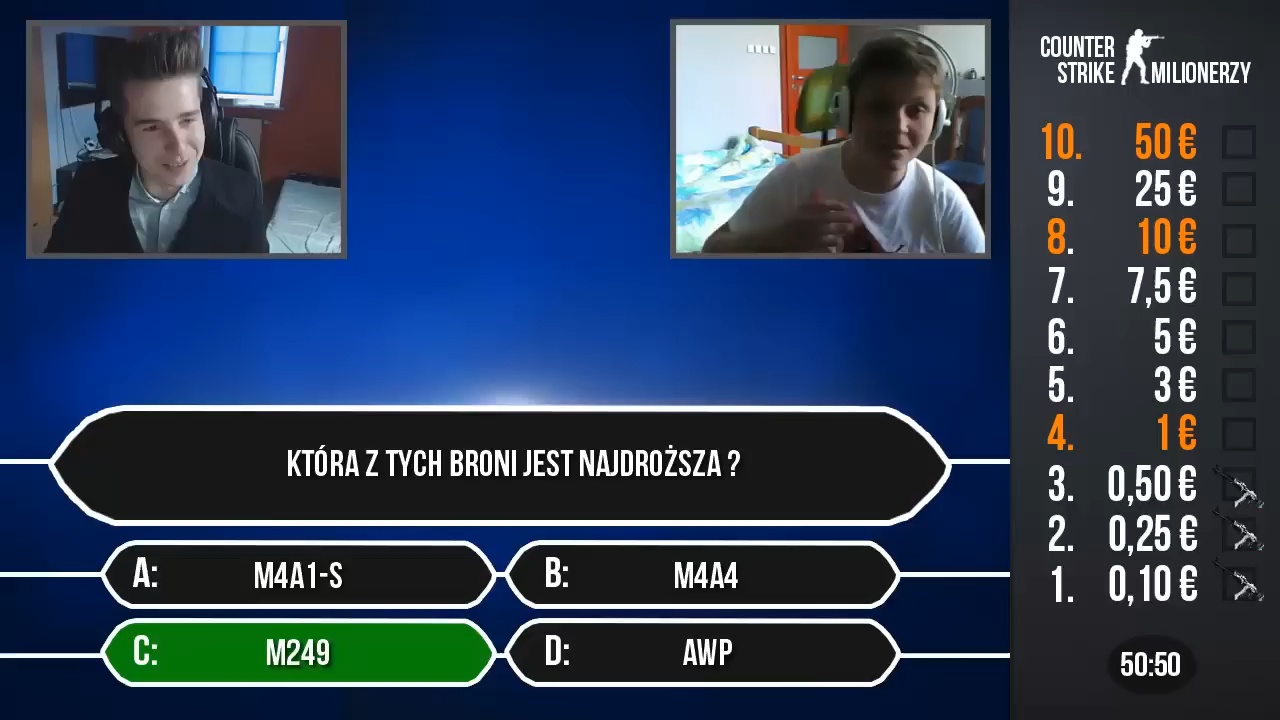 COUNTER
STRIKE MILIONERZY
10. 50 €
9. 25 €
8. 10 €
7. 7,5 €
6. 5 €
5. 3 €
4. 1 €
3. 0,50 €
2. 0,25 €
1. 0,10 €
50:50
KTÓRA Z TYCH BRONI JEST NAJDROŻSZA ?
A: M4A1-S
B: M4A4
C: M249
D: AWP